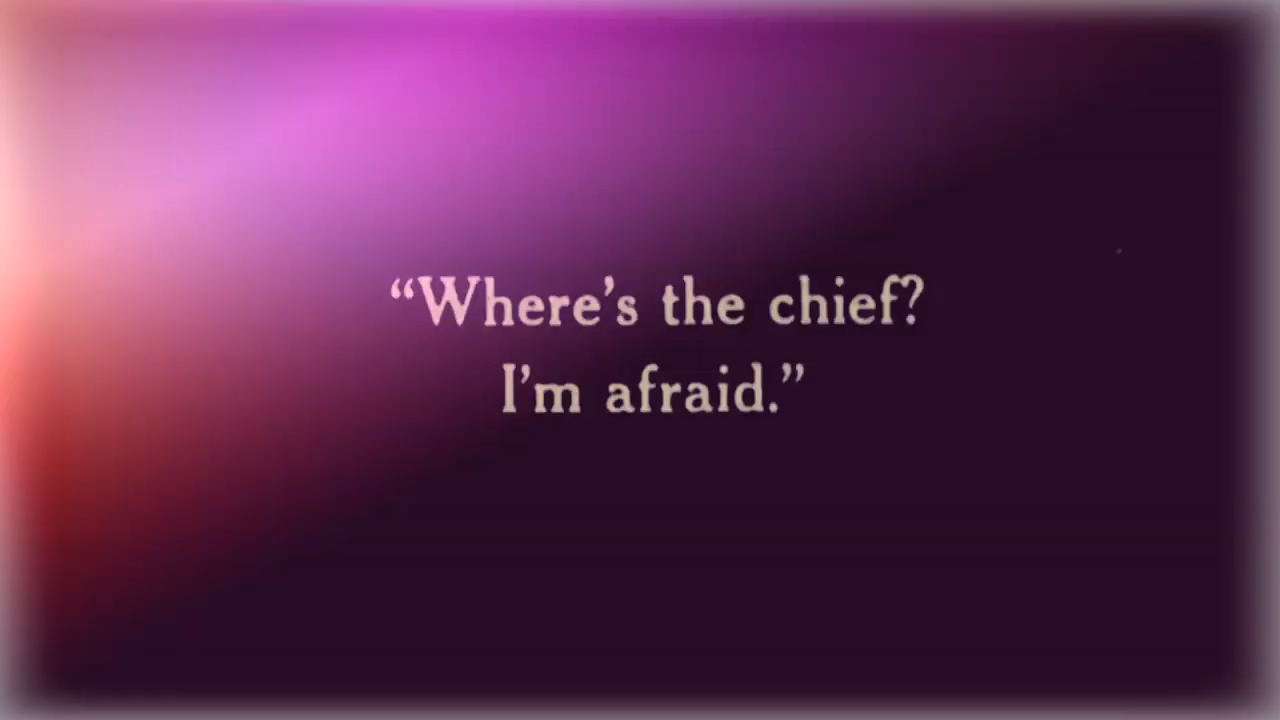 “Where’s the chief?
I’m afraid.”